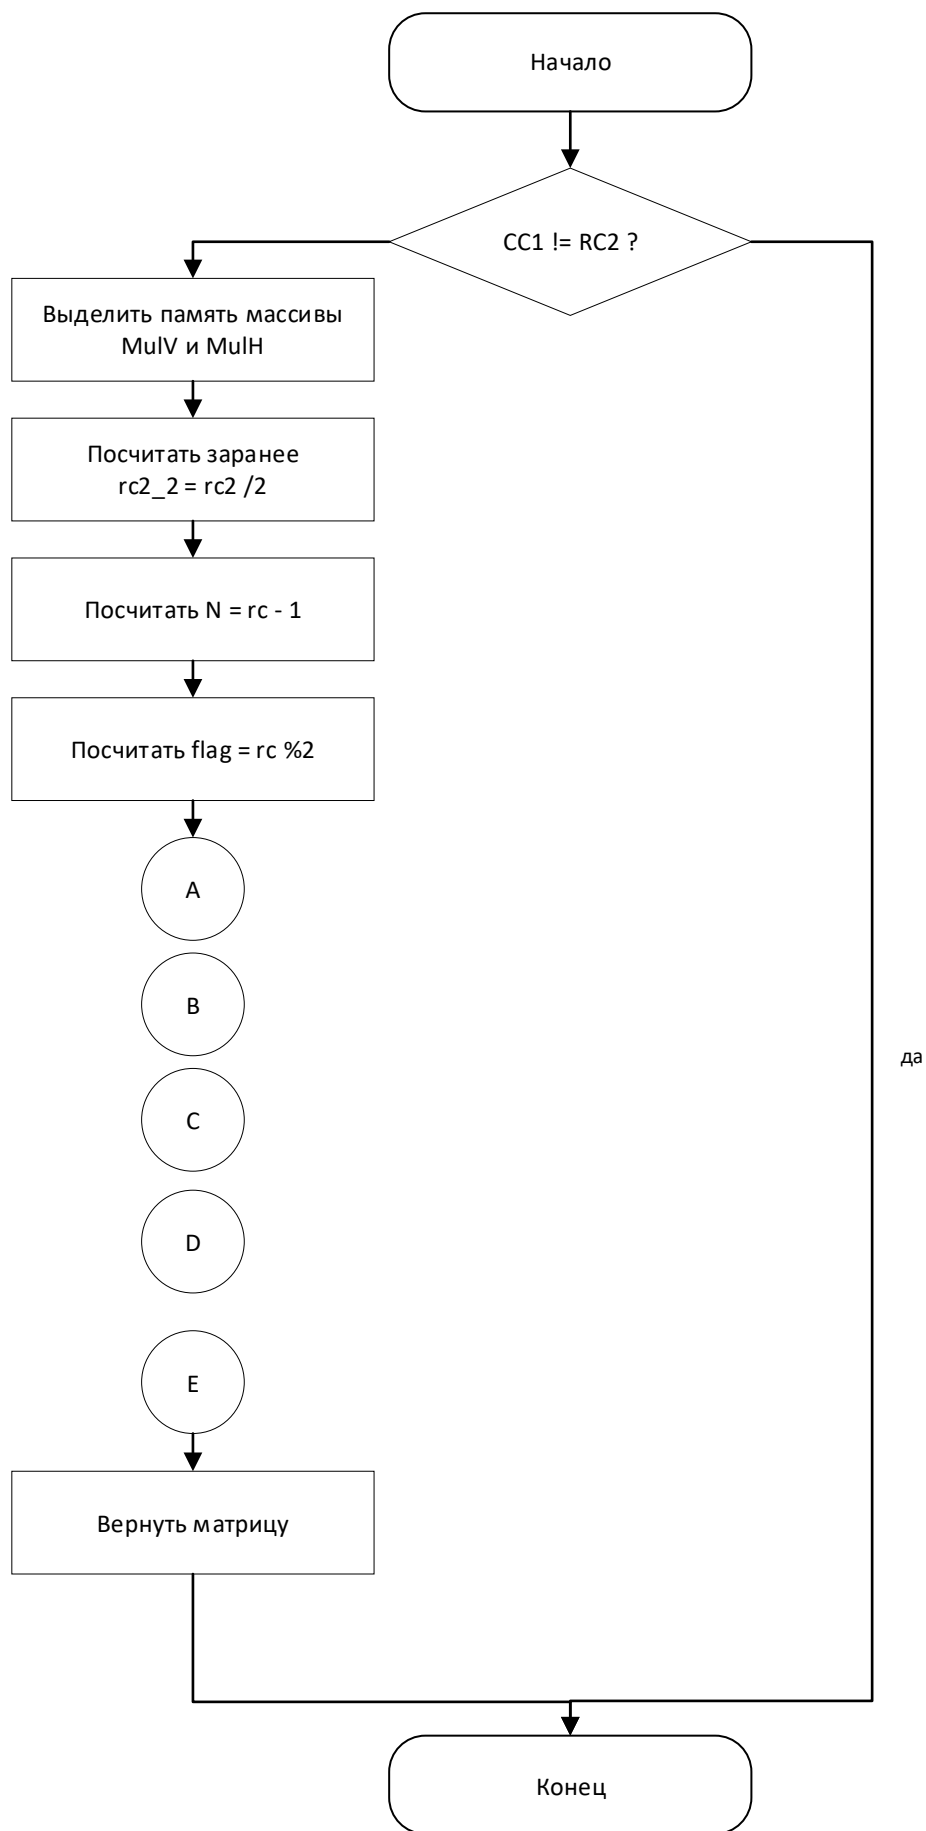 Начало
CC1 != RC2 ?
Выделить память массивы
MulV и MulH
Посчитать заранее
rc2_2 = rc2 /2
Посчитать N = rc - 1
Посчитать flag = rc %2
A
B
C
да
D
E
Вернуть матрицу
Конец